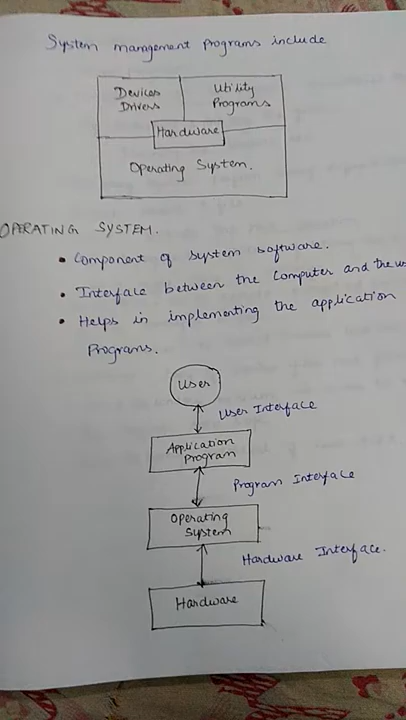 System management programs include
Devices
Drivers
Utility
Programs
Hardware
Operating System.
OPERATING SYSTEM.
• Component of system software.
• Interface between the Computer and the
• Helps in implementing the application
Programs.
User
User Interface
Application
Program
Program Interface
Operating
System
Hardware Interface.
Hardware